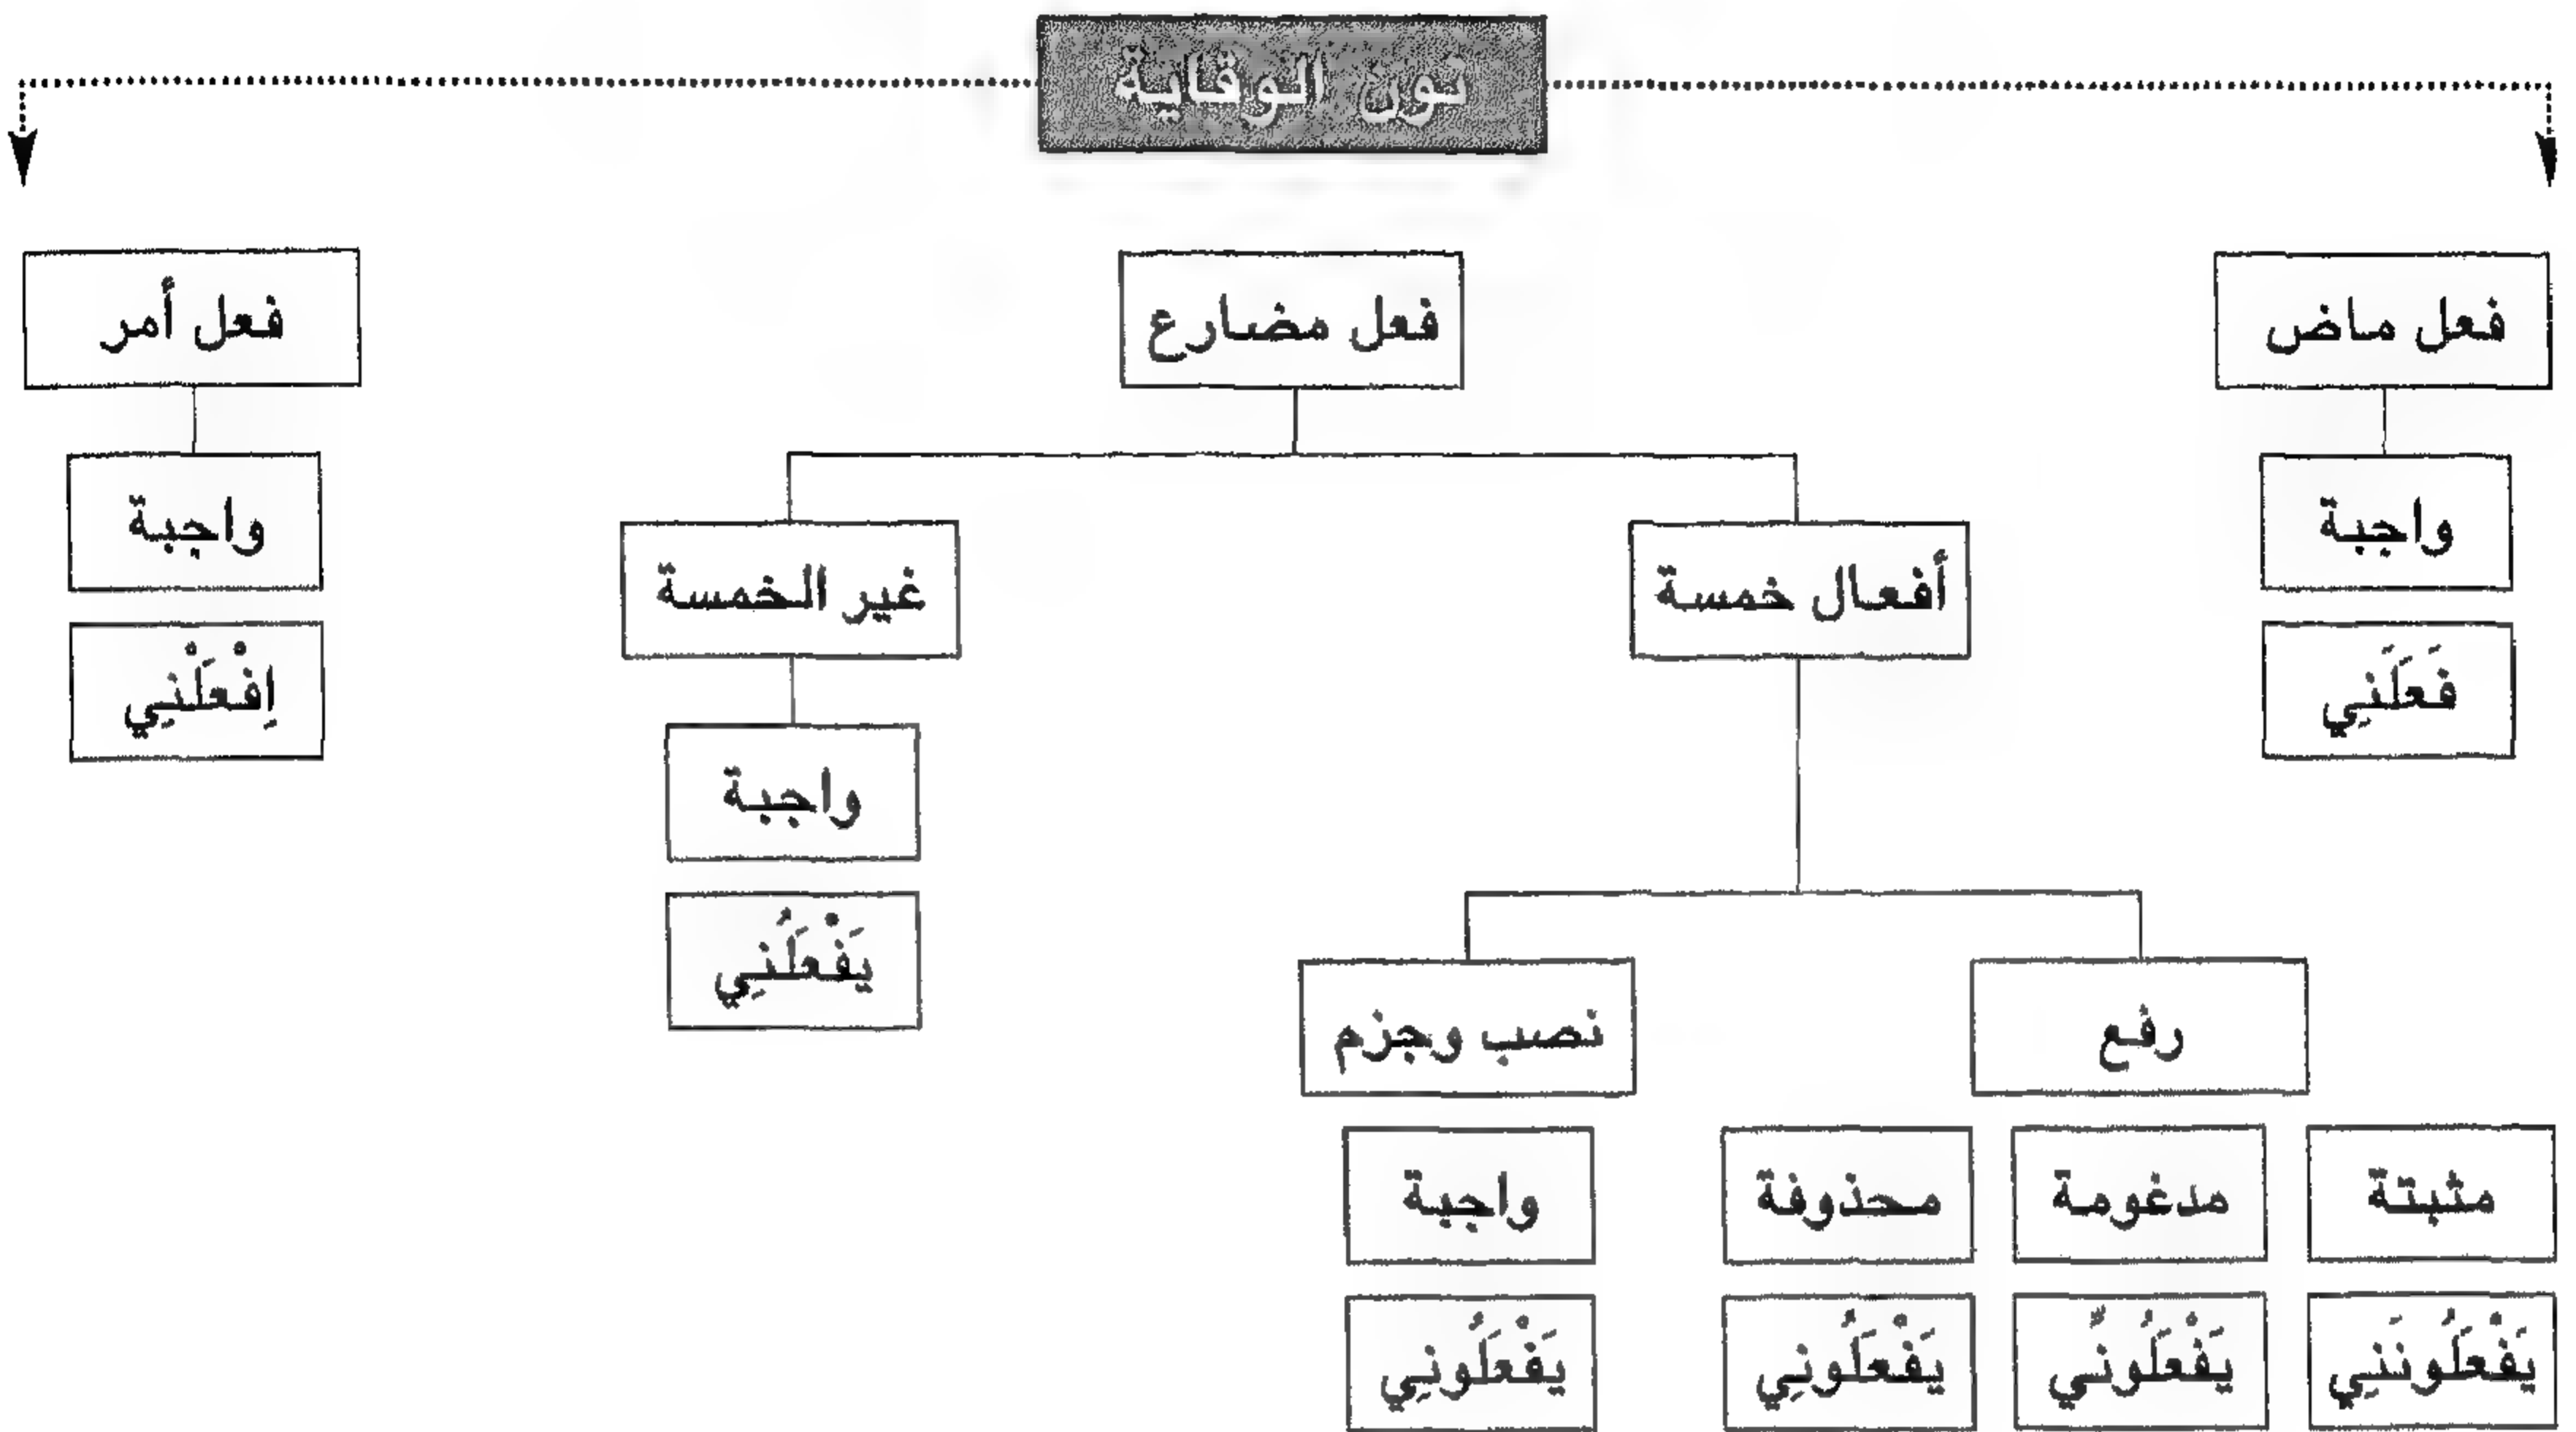 نون الوقاية
فعل ماض
فعل مضارع
فعل أمر
واجبة
واجبة
أفعال خمسة
غير الخمسة
فَعَلَنِي
اِفْعَلْنِي
واجبة
يَفْعَلُنِي
رفع
نصب وجزم
مثبتة
مدغومة
محذوفة
واجبة
يَفْعَلُونَنِي
يَفْعَلُونّي
يَفْعَلُونِي
يَفْعَلُونِي